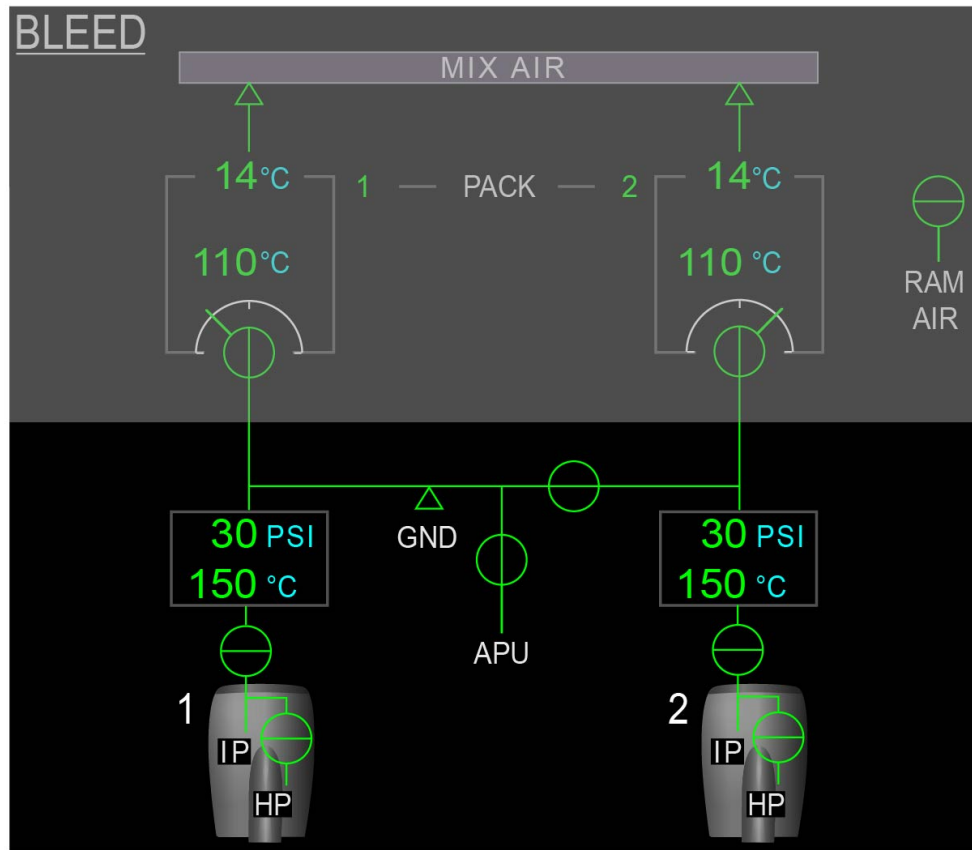 BLEED
MIX AIR
14 °C 1 PACK 2 14 °C
110 °C 110 °C
RAM
AIR
30 PSI 30 PSI
GND
150 °C 150 °C
APU
1 2
IP IP
HP HP